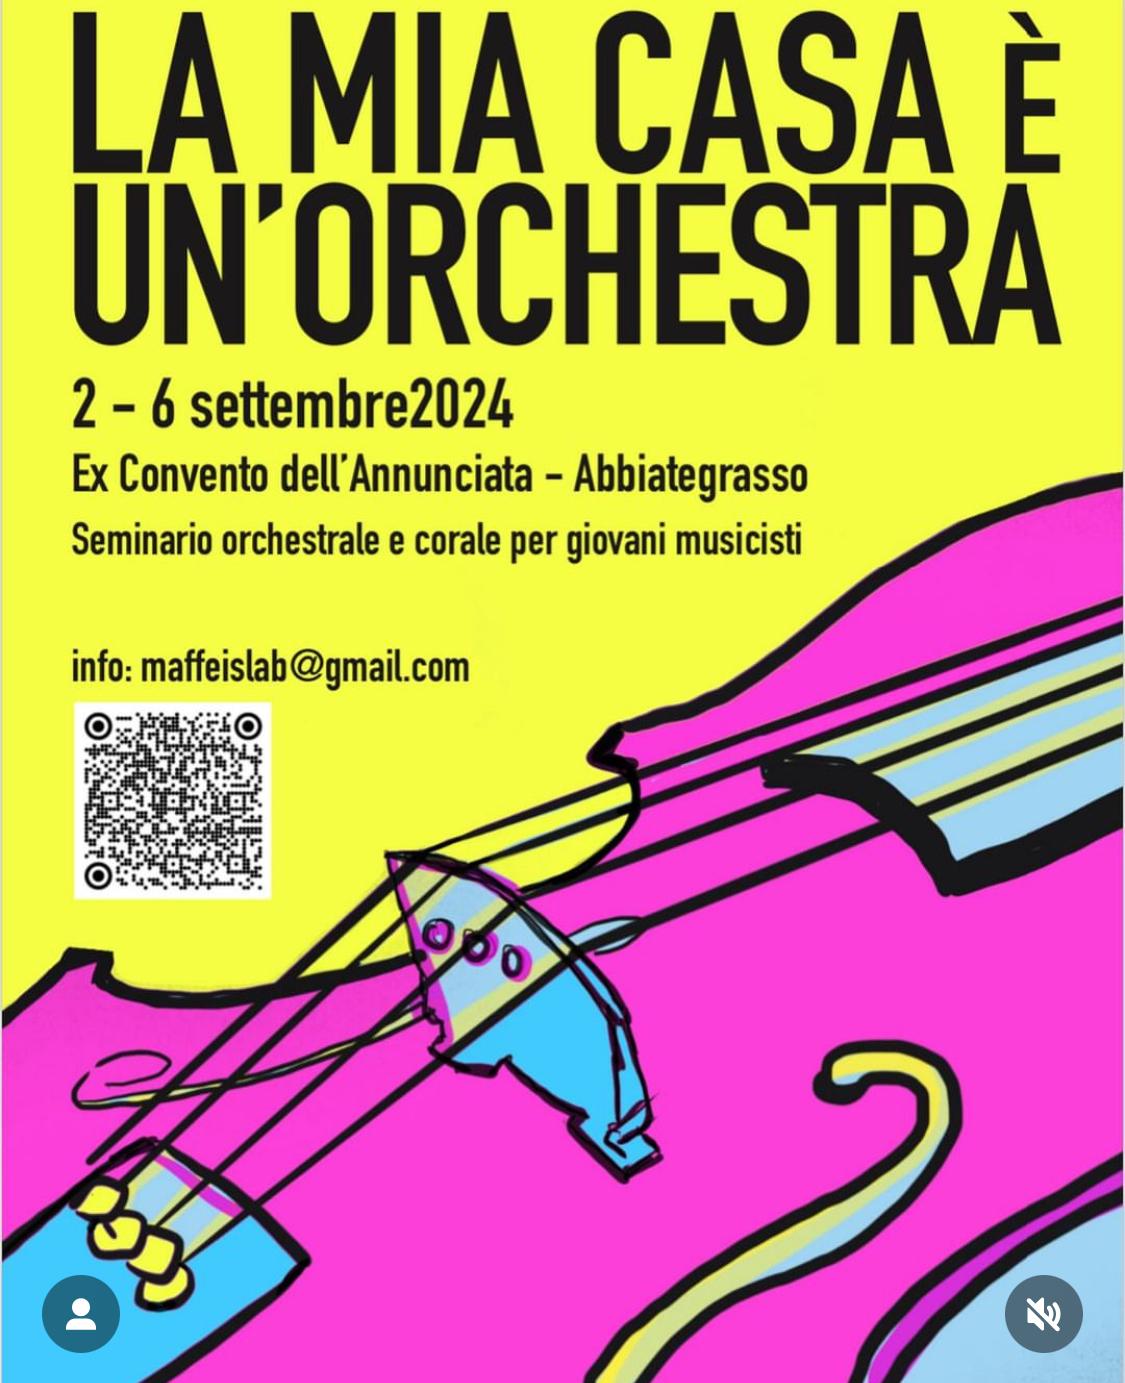 LA MIA CASA È
UN'ORCHESTRA
2 – 6 settembre2024
Ex Convento dell'Annunciata – Abbiategrasso
Seminario orchestrale e corale per giovani musicisti
info: maffeislab@gmail.com